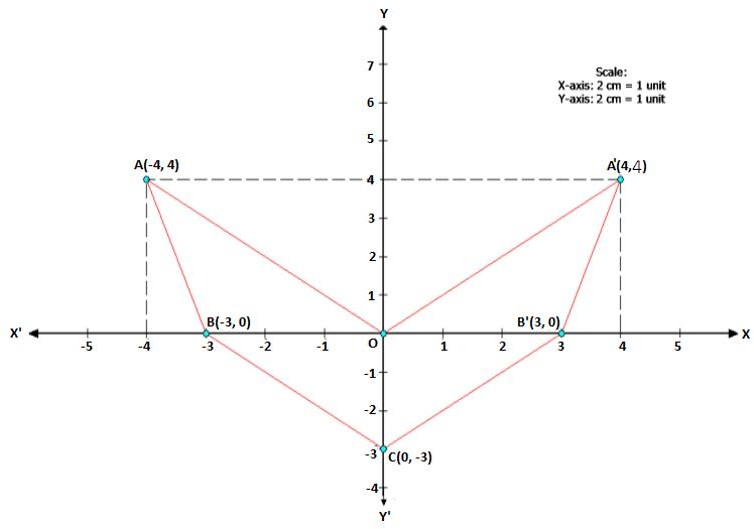 Y
7
Scale:
X-axis: 2 cm = 1 unit
Y-axis: 2 cm = 1 unit
6
5
A(-4, 4)
A'(4,4)
4
3
2
1
B(-3, 0)
B'(3, 0)
X'
X
O
-5 -4 -3 -2 -1 1 2 3 4 5
-1
-2
-3
C(0, -3)
-4
Y'